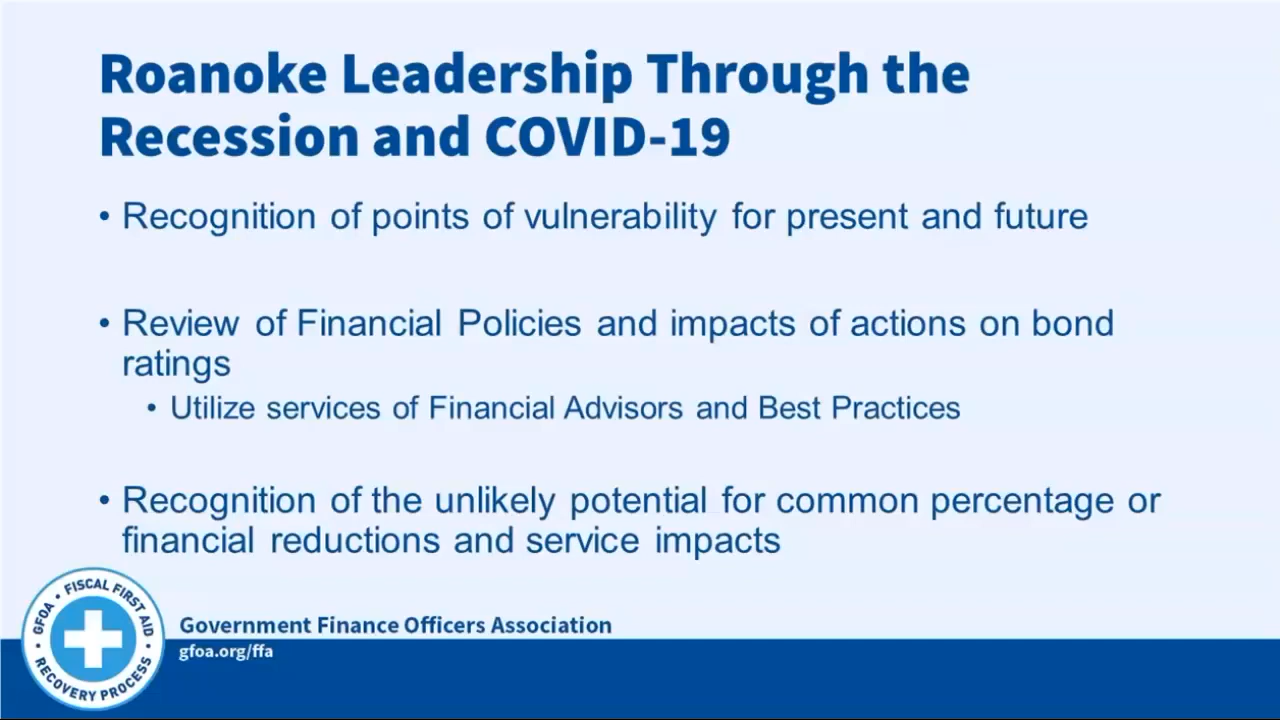 Roanoke Leadership Through the
Recession and COVID-19
• Recognition of points of vulnerability for present and future
• Review of Financial Policies and impacts of actions on bond
ratings
• Utilize services of Financial Advisors and Best Practices
• Recognition of the unlikely potential for common percentage or
financial reductions and service impacts
GFOA • FISCAL FIRST AID
• RECOVERY PROCESS •
Government Finance Officers Association
gfoa.org/ffa